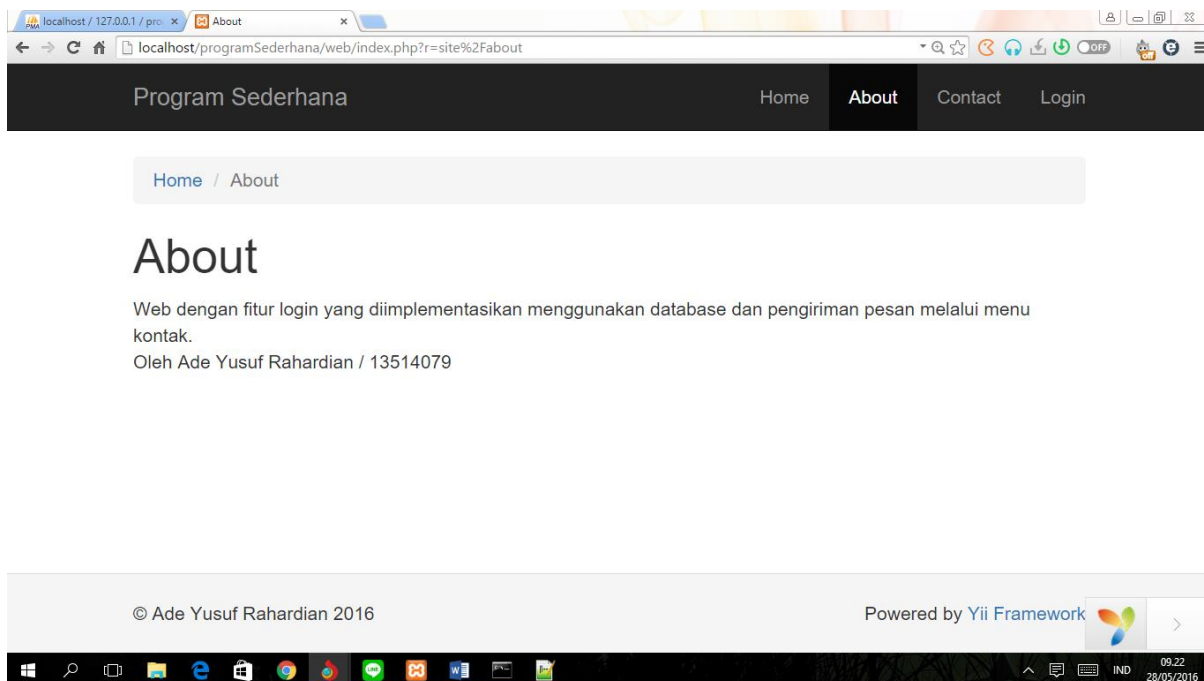 localhost / 127.0.0.1 / pro
About
localhost/programSederhana/web/index.php?r=site%2Fabout
OFF
Program Sederhana
Home
About
Contact
Login
Home / About
About
Web dengan fitur login yang diimplementasikan menggunakan database dan pengiriman pesan melalui menu
kontak.
Oleh Ade Yusuf Rahardian / 13514079
© Ade Yusuf Rahardian 2016
Powered by Yii Framework
IND
09.22
28/05/2016